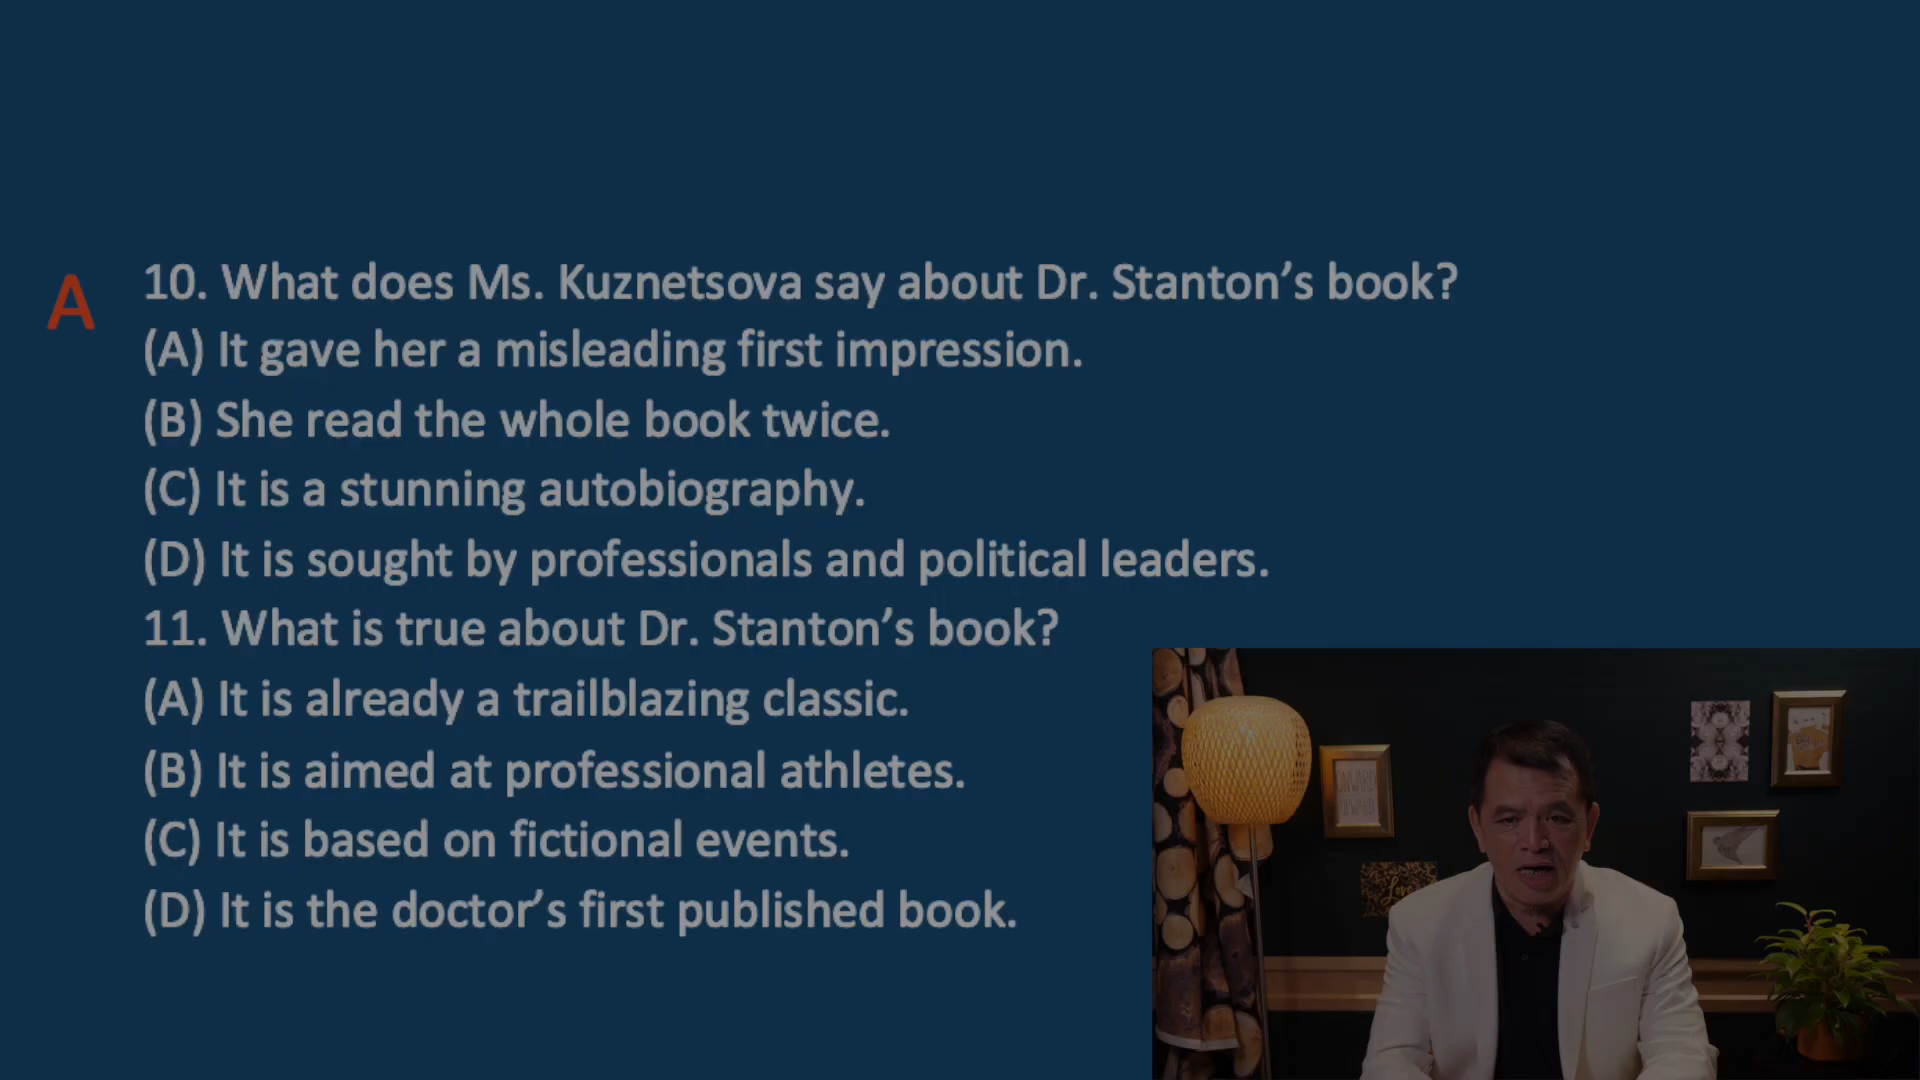 A
10. What does Ms. Kuznetsova say about Dr. Stanton's book?
(A) It gave her a misleading first impression.
(B) She read the whole book twice.
(C) It is a stunning autobiography.
(D) It is sought by professionals and political leaders.
11. What is true about Dr. Stanton's book?
(A) It is already a trailblazing classic.
(B) It is aimed at professional athletes.
(C) It is based on fictional events.
(D) It is the doctor's first published book.
Love